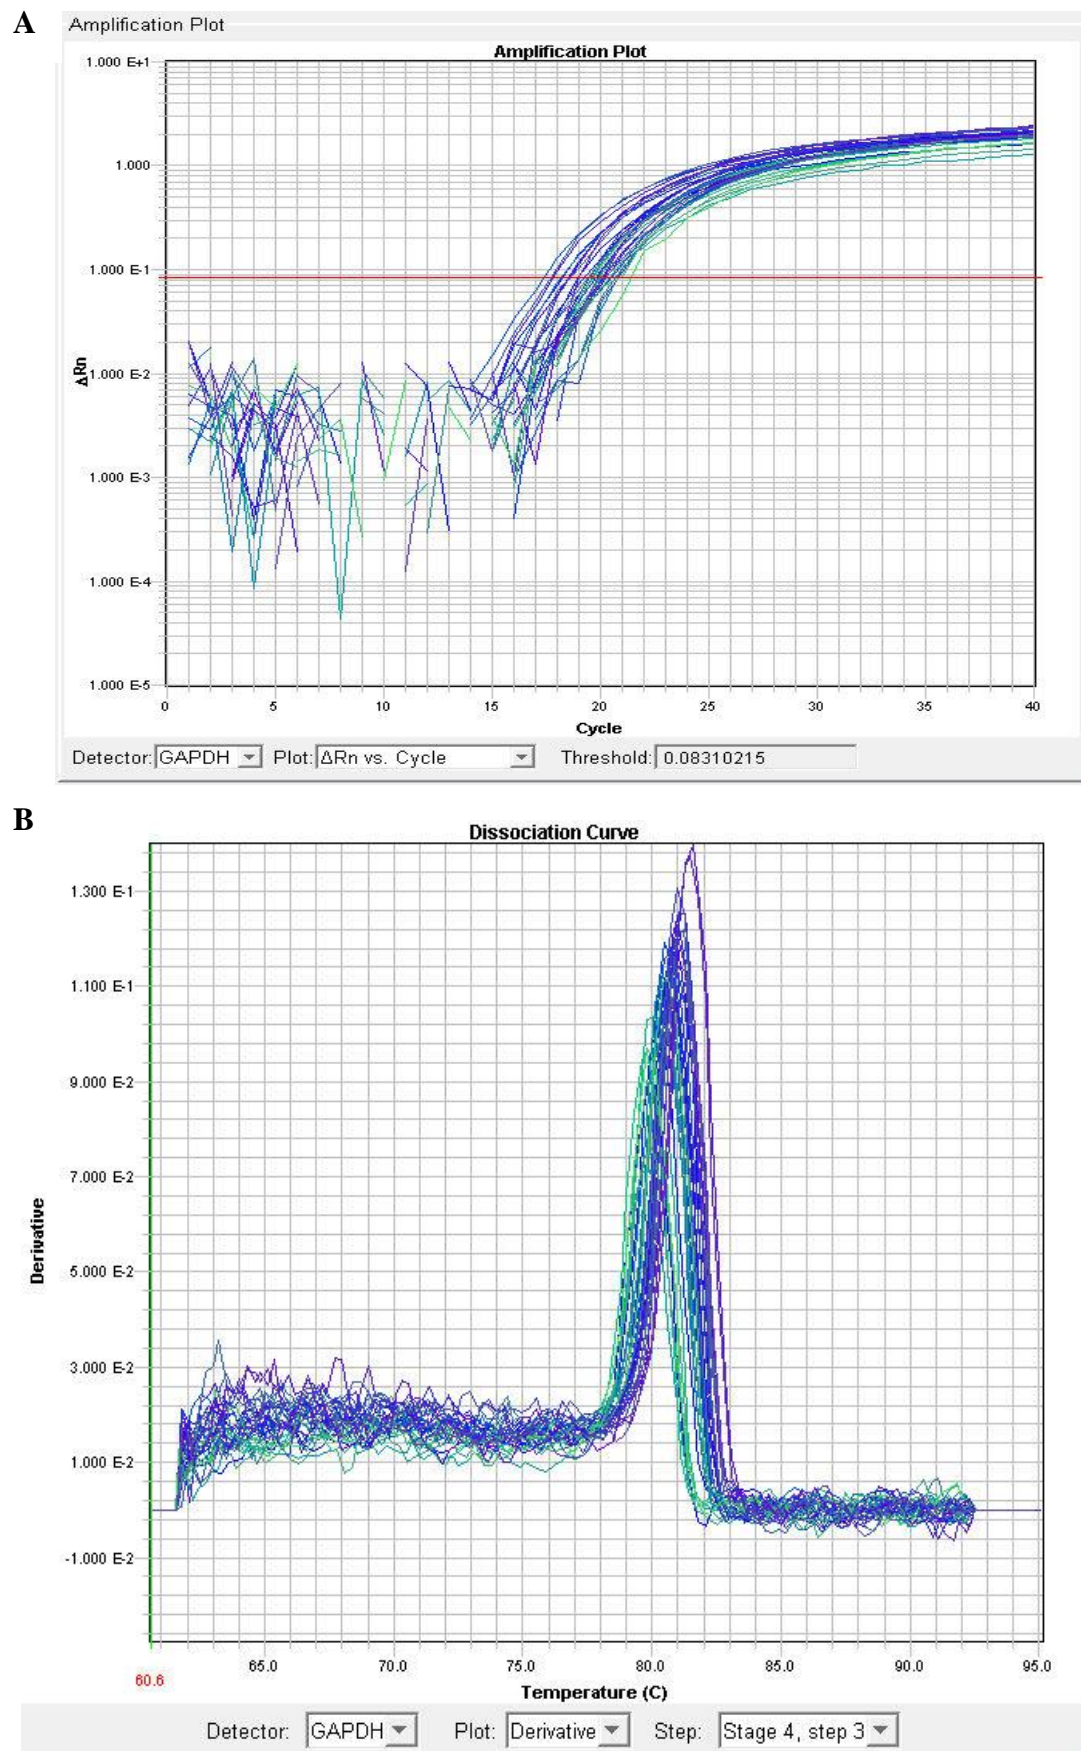 A
Amplification Plot
Amplification Plot
1.000 E+1
1.000
1.000 E-1
1.000 E-2
1.000 E-3
1.000 E-4
1.000 E-5
ΔRn
0 5 10 15 20 25 30 35 40
Cycle
Detector: GAPDH Plot: ΔRn vs. Cycle Threshold: 0.08310215
B
Dissociation Curve
1.300 E-1
1.100 E-1
9.000 E-2
7.000 E-2
5.000 E-2
3.000 E-2
1.000 E-2
-1.000 E-2
Derivative
60.6 65.0 70.0 75.0 80.0 85.0 90.0 95.0
Temperature (C)
Detector: GAPDH Plot: Derivative Step: Stage 4, step 3